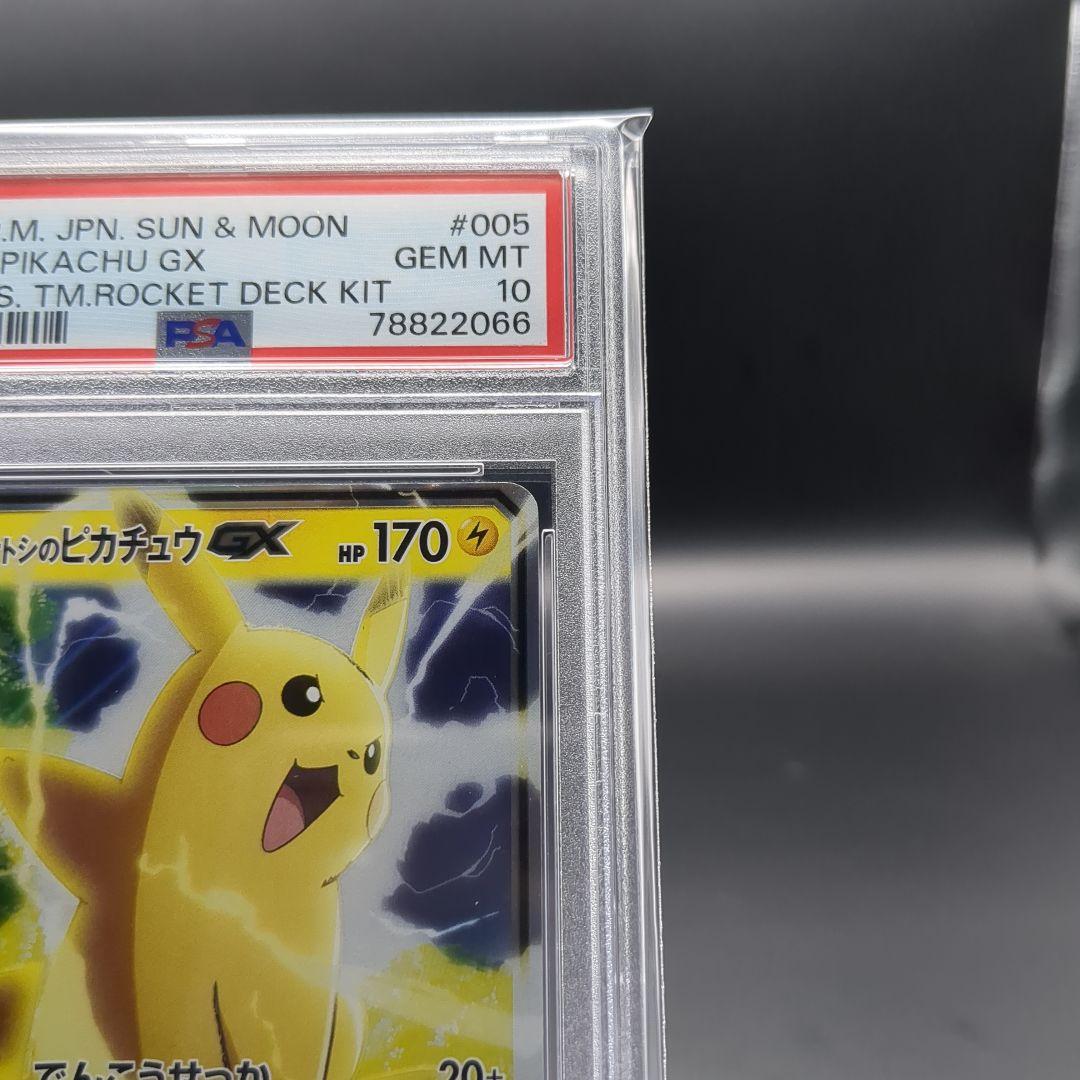 .M. JPN. SUN & MOON #005
PIKACHU GX GEM MT
S. TM.ROCKET DECK KIT 10
PSA 78822066
トシのピカチュウGX HP 170
でんこうせっか 20+